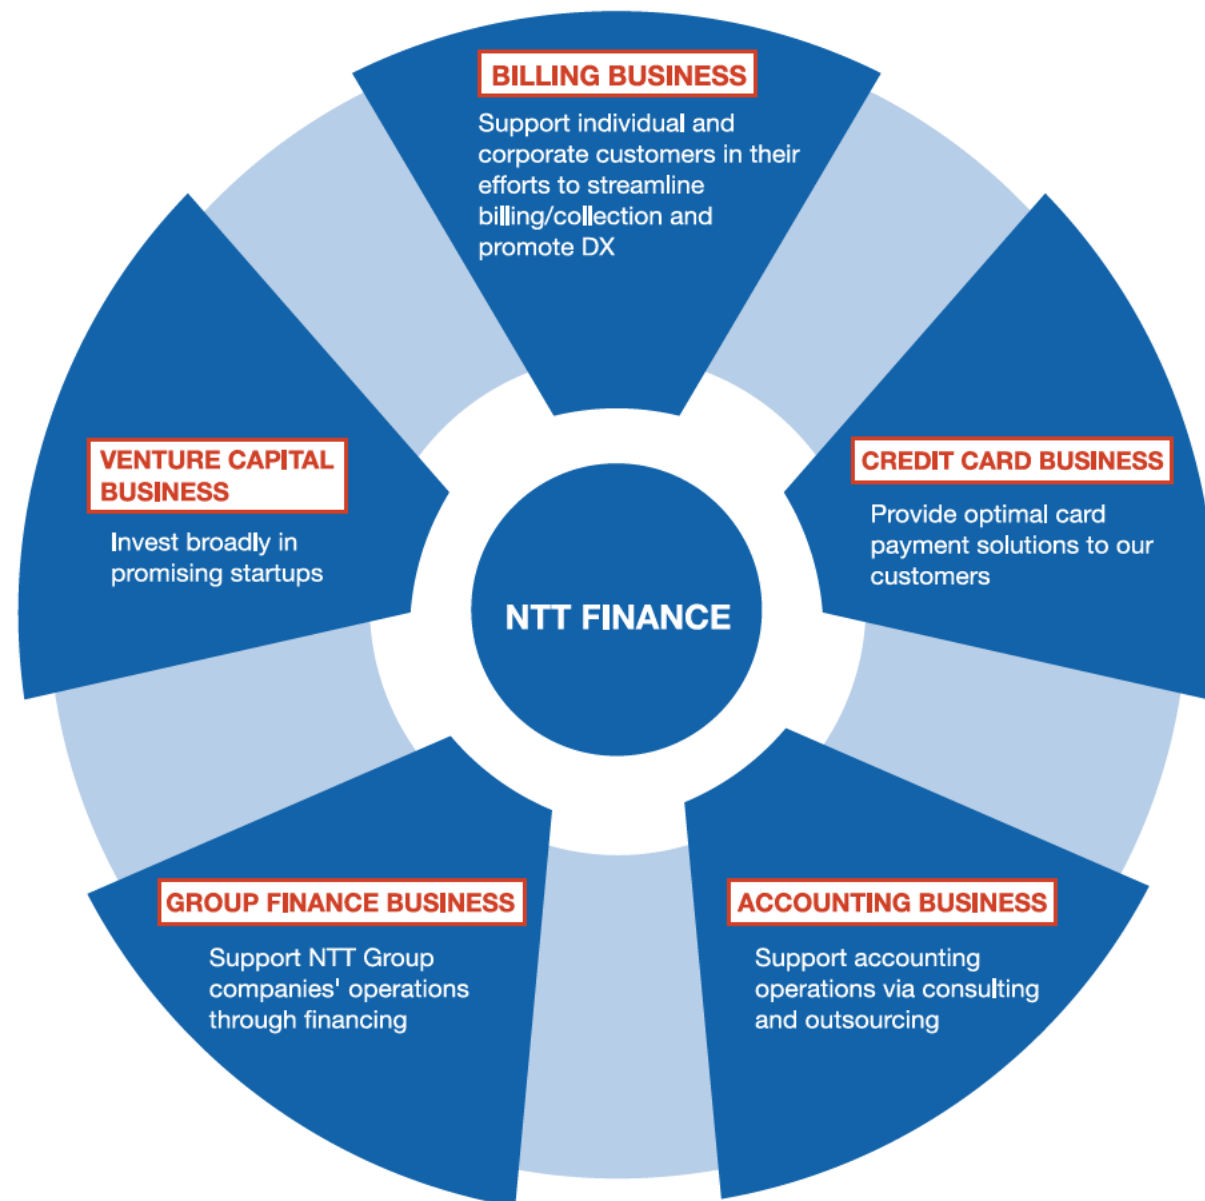 BILLING BUSINESS
Support individual and
corporate customers in their
efforts to streamline
billing/collection and
promote DX
VENTURE CAPITAL
BUSINESS
Invest broadly in
promising startups
CREDIT CARD BUSINESS
Provide optimal card
payment solutions to our
customers
NTT FINANCE
GROUP FINANCE BUSINESS
Support NTT Group
companies' operations
through financing
ACCOUNTING BUSINESS
Support accounting
operations via consulting
and outsourcing